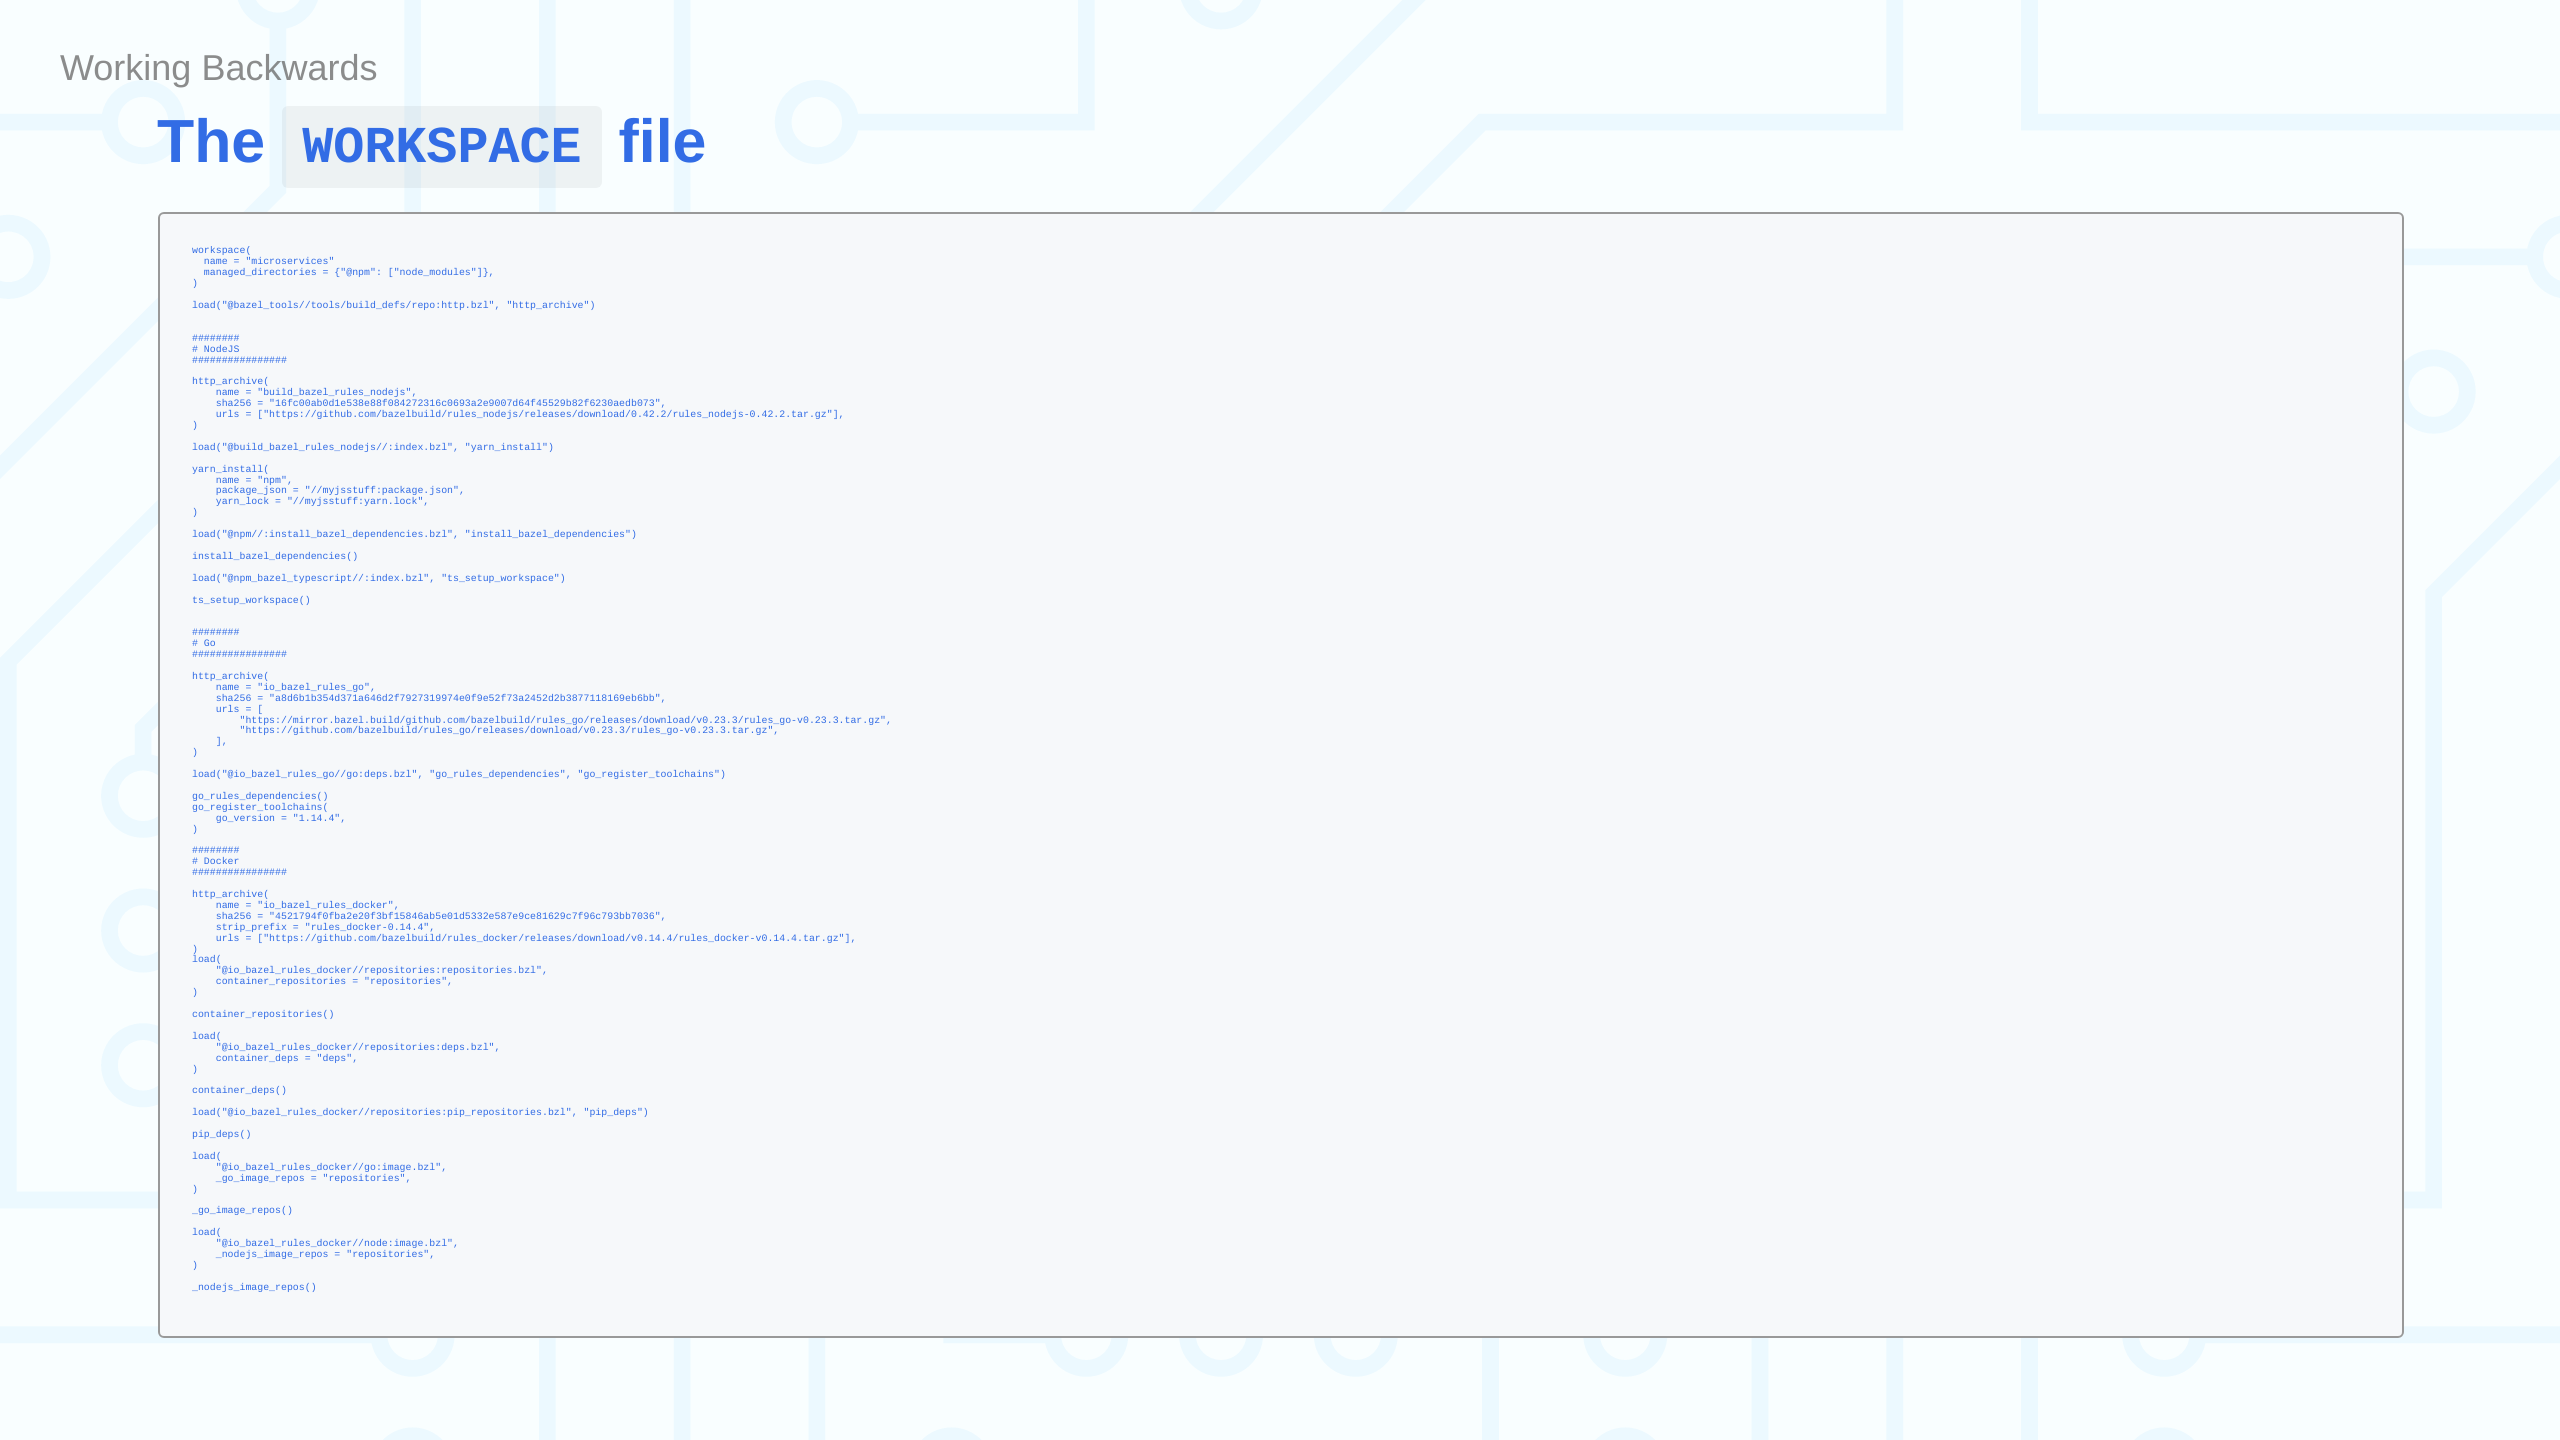 Working Backwards
The WORKSPACE file
workspace(
  name = "microservices"
  managed_directories = {"@npm": ["node_modules"]},
)
load("@bazel_tools//tools/build_defs/repo:http.bzl", "http_archive")
########
# NodeJS
################
http_archive(
    name = "build_bazel_rules_nodejs",
    sha256 = "16fc00ab0d1e538e88f084272316c0693a2e9007d64f45529b82f6230aedb073",
    urls = ["https://github.com/bazelbuild/rules_nodejs/releases/download/0.42.2/rules_nodejs-0.42.2.tar.gz"],
)
load("@build_bazel_rules_nodejs//:index.bzl", "yarn_install")
yarn_install(
    name = "npm",
    package_json = "//myjsstuff:package.json",
    yarn_lock = "//myjsstuff:yarn.lock",
)
load("@npm//:install_bazel_dependencies.bzl", "install_bazel_dependencies")
install_bazel_dependencies()
load("@npm_bazel_typescript//:index.bzl", "ts_setup_workspace")
ts_setup_workspace()
########
# Go
################
http_archive(
    name = "io_bazel_rules_go",
    sha256 = "a8d6b1b354d371a646d2f7927319974e0f9e52f73a2452d2b3877118169eb6bb",
    urls = [
        "https://mirror.bazel.build/github.com/bazelbuild/rules_go/releases/download/v0.23.3/rules_go-v0.23.3.tar.gz",
        "https://github.com/bazelbuild/rules_go/releases/download/v0.23.3/rules_go-v0.23.3.tar.gz",
    ],
)
load("@io_bazel_rules_go//go:deps.bzl", "go_rules_dependencies", "go_register_toolchains")
go_rules_dependencies()
go_register_toolchains(
    go_version = "1.14.4",
)
########
# Docker
################
http_archive(
    name = "io_bazel_rules_docker",
    sha256 = "4521794f0fba2e20f3bf15846ab5e01d5332e587e9ce81629c7f96c793bb7036",
    strip_prefix = "rules_docker-0.14.4",
    urls = ["https://github.com/bazelbuild/rules_docker/releases/download/v0.14.4/rules_docker-v0.14.4.tar.gz"],
)
load(
    "@io_bazel_rules_docker//repositories:repositories.bzl",
    container_repositories = "repositories",
)
container_repositories()
load(
    "@io_bazel_rules_docker//repositories:deps.bzl",
    container_deps = "deps",
)
container_deps()
load("@io_bazel_rules_docker//repositories:pip_repositories.bzl", "pip_deps")
pip_deps()
load(
    "@io_bazel_rules_docker//go:image.bzl",
    _go_image_repos = "repositories",
)
_go_image_repos()
load(
    "@io_bazel_rules_docker//node:image.bzl",
    _nodejs_image_repos = "repositories",
)
_nodejs_image_repos()